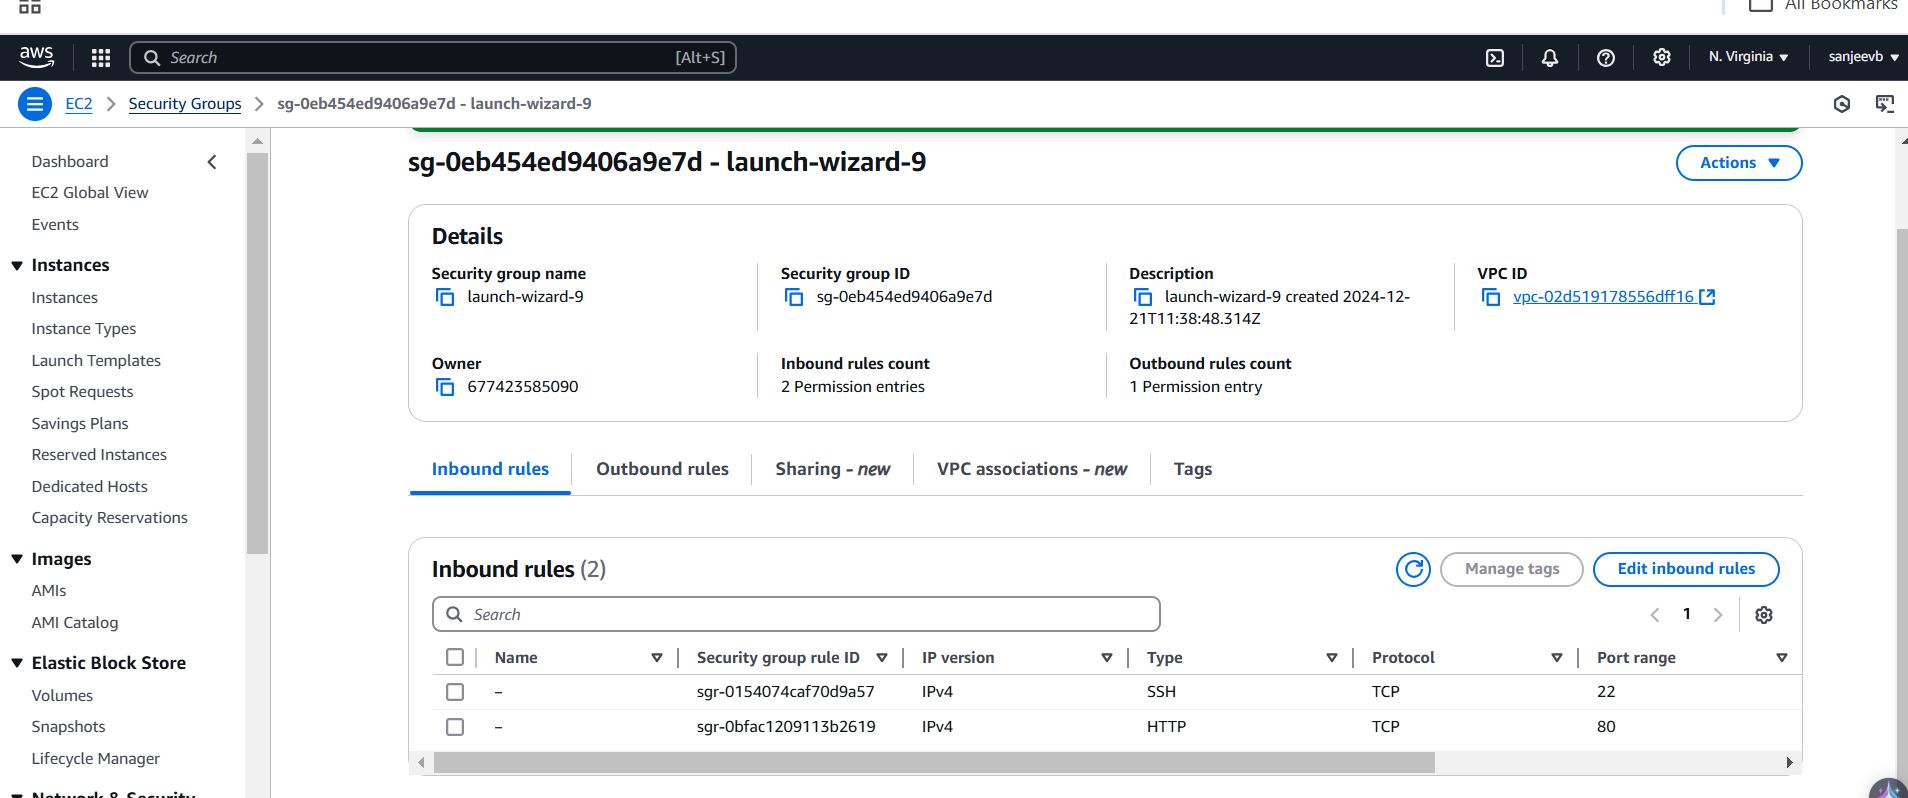 All Bookmarks
aws
Search [Alt+S]
N. Virginia
sanjeevb
EC2 > Security Groups > sg-0eb454ed9406a9e7d - launch-wizard-9
Dashboard
EC2 Global View
Events
Instances
Instances
Instance Types
Launch Templates
Spot Requests
Savings Plans
Reserved Instances
Dedicated Hosts
Capacity Reservations
Images
AMIs
AMI Catalog
Elastic Block Store
Volumes
Snapshots
Lifecycle Manager
Network & Security
sg-0eb454ed9406a9e7d - launch-wizard-9
Actions
Details
Security group name
launch-wizard-9
Security group ID
sg-0eb454ed9406a9e7d
Description
launch-wizard-9 created 2024-12-
21T11:38:48.314Z
VPC ID
vpc-02d519178556dff16
Owner
677423585090
Inbound rules count
2 Permission entries
Outbound rules count
1 Permission entry
Inbound rules
Outbound rules
Sharing - new
VPC associations - new
Tags
Inbound rules (2)
Manage tags
Edit inbound rules
Search
1
Name Security group rule ID IP version Type Protocol Port range
– sgr-0154074caf70d9a57 IPv4 SSH TCP 22
– sgr-0bfac1209113b2619 IPv4 HTTP TCP 80